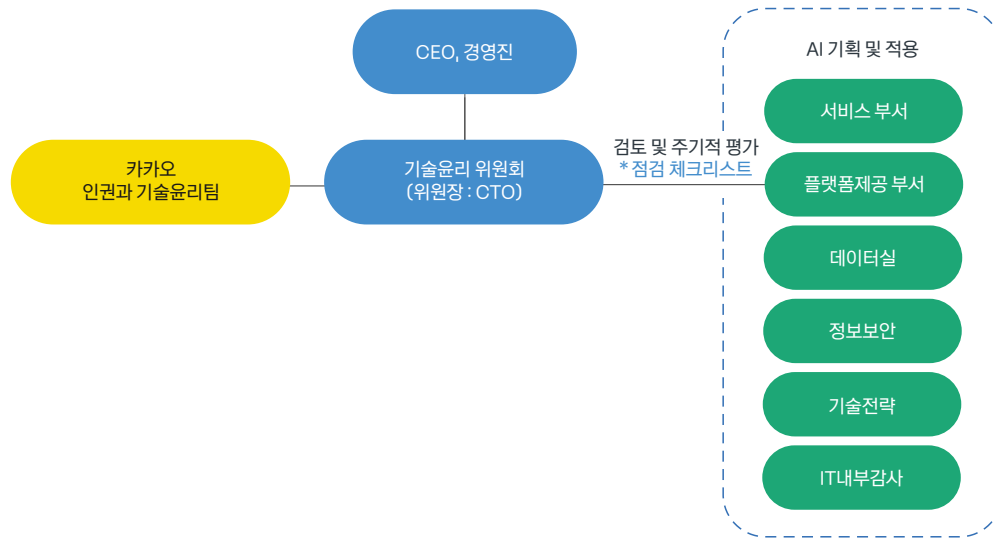 CEO, 경영진
카카오
인권과 기술윤리팀
기술윤리 위원회
(위원장 : CTO)
검토 및 주기적 평가
* 점검 체크리스트
AI 기획 및 적용
서비스 부서
플랫폼제공 부서
데이터실
정보보안
기술전략
IT내부감사